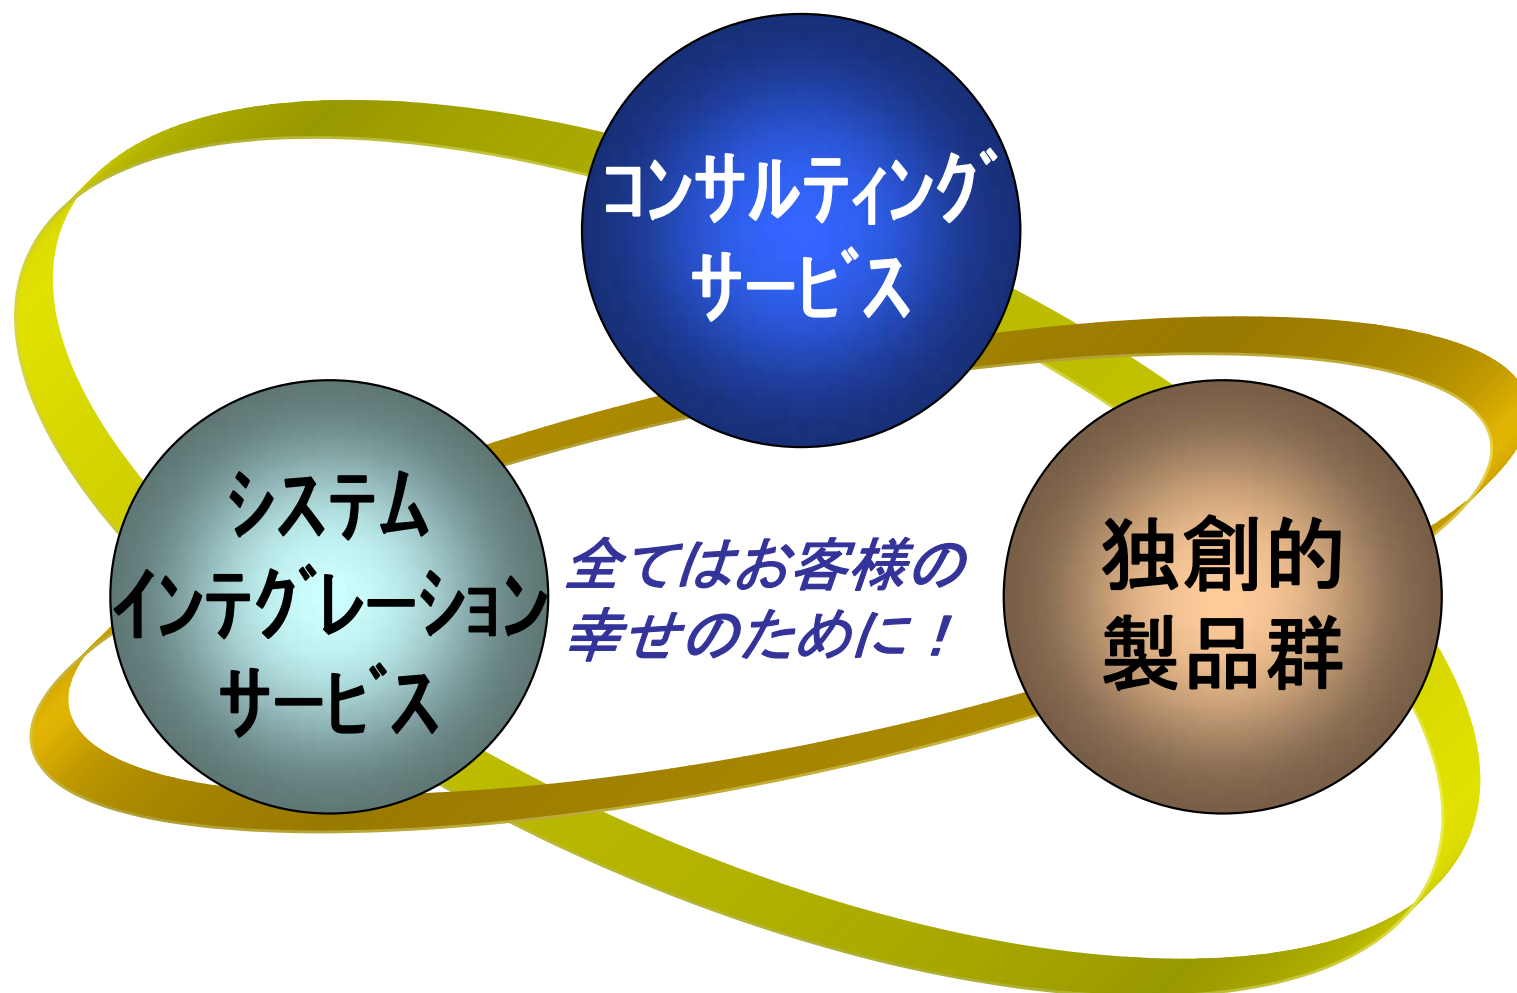 コンサルティング
サービス
システム
インテグレーション
サービス
全てはお客様の
幸せのために！
独創的
製品群